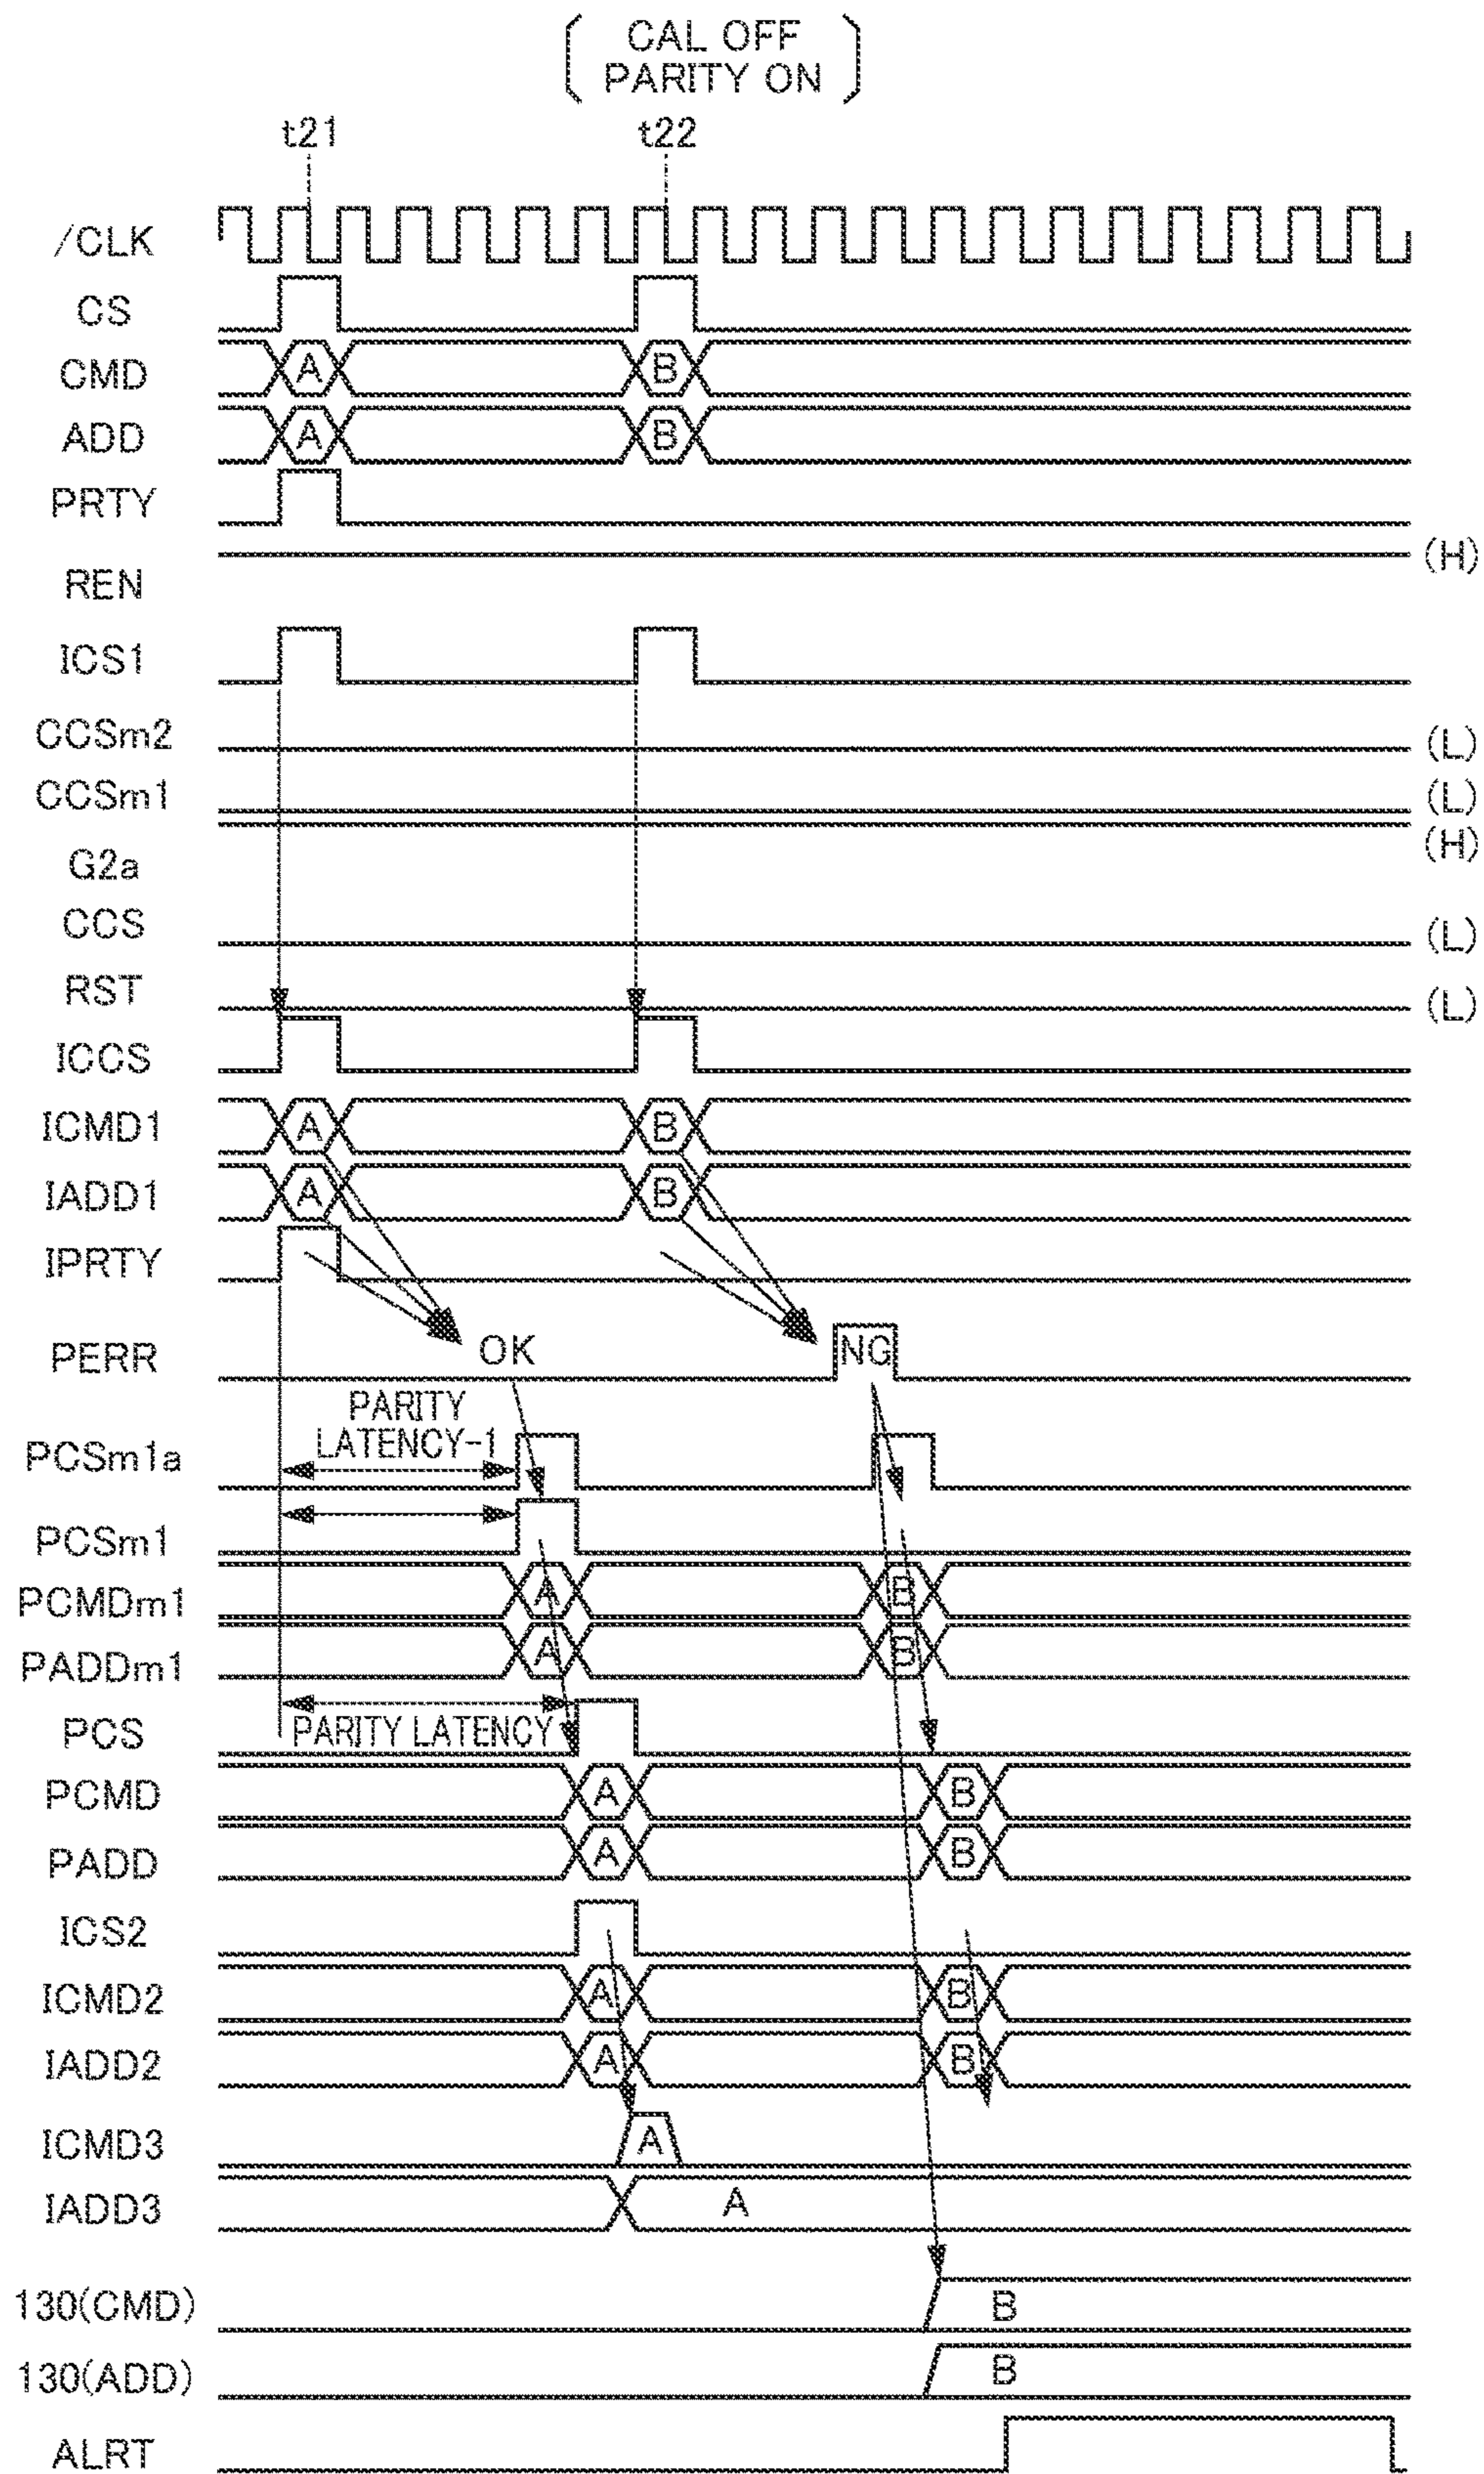 CAL OFF
PARITY ON
t21 t22
/CLK
CS
CMD A B
ADD A B
PRTY
REN (H)
ICS1
CCSm2 (L)
CCSm1 (L)
G2a (H)
CCS (L)
RST (L)
ICCS
ICMD1 A B
IADD1 A B
IPRTY
PERR OK NG
PARITY
LATENCY-1
PCSm1a
PCSm1
PCMDm1 A B
PADDm1 A B
PCS PARITY LATENCY
PCMD A B
PADD A B
ICS2
ICMD2 A B
IADD2 A B
ICMD3 A
IADD3 A
130(CMD) B
130(ADD) B
ALRT